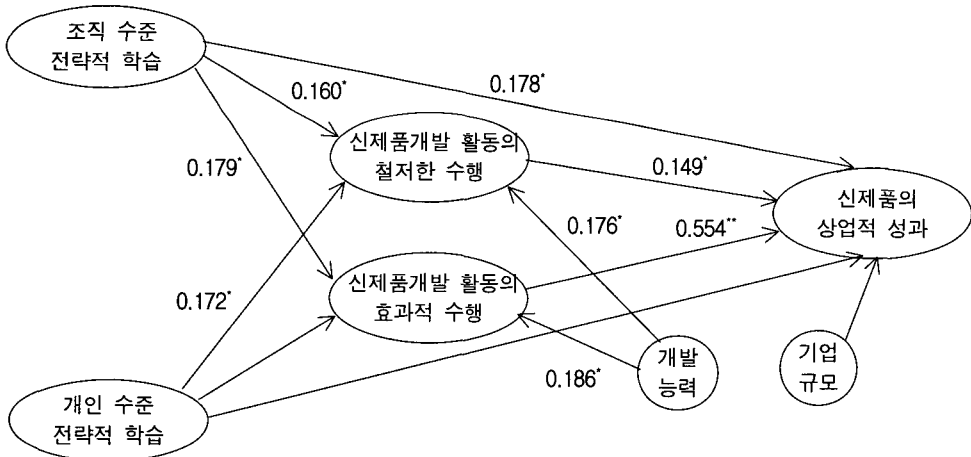 조직 수준
전략적 학습
0.178*
0.160*
신제품개발 활동의
철저한 수행
0.179*
0.149*
신제품의
상업적 성과
0.176*
0.554**
신제품개발 활동의
효과적 수행
0.172*
개발
능력
기업
규모
0.186*
개인 수준
전략적 학습